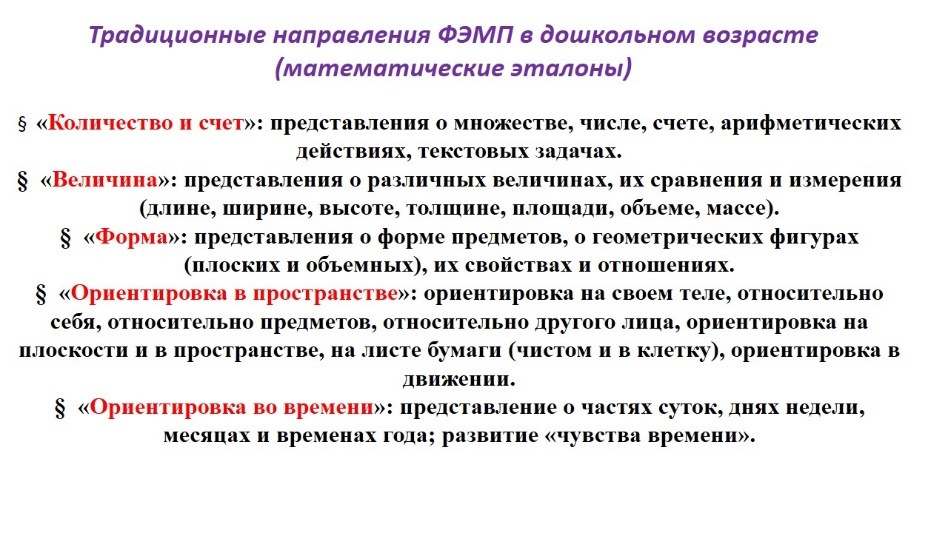 Традиционные направления ФЭМП в дошкольном возрасте
(математические эталоны)
§ «Количество и счет»: представления о множестве, числе, счете, арифметических
действиях, текстовых задачах.
§ «Величина»: представления о различных величинах, их сравнения и измерения
(длине, ширине, высоте, толщине, площади, объеме, массе).
§ «Форма»: представления о форме предметов, о геометрических фигурах
(плоских и объемных), их свойствах и отношениях.
§ «Ориентировка в пространстве»: ориентировка на своем теле, относительно
себя, относительно предметов, относительно другого лица, ориентировка на
плоскости и в пространстве, на листе бумаги (чистом и в клетку), ориентировка в
движении.
§ «Ориентировка во времени»: представление о частях суток, днях недели,
месяцах и временах года; развитие «чувства времени».